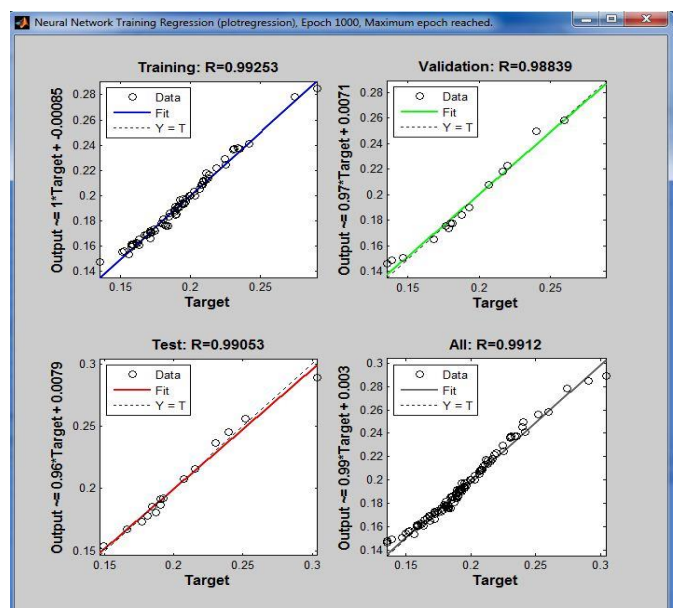 Neural Network Training Regression (plotregression), Epoch 1000, Maximum epoch reached.
Training: R=0.99253
Output ~= 1*Target + -0.00085
0.28
0.26
0.24
0.22
0.2
0.18
0.16
0.14
Data
Fit
Y = T
0.15
0.2
0.25
Target
Validation: R=0.98839
Output ~= 0.97*Target + 0.0071
0.28
0.26
0.24
0.22
0.2
0.18
0.16
0.14
Data
Fit
Y = T
0.15
0.2
0.25
Target
Test: R=0.99053
Output ~= 0.96*Target + 0.0079
0.3
0.25
0.2
0.15
Data
Fit
Y = T
0.15
0.2
0.25
0.3
Target
All: R=0.9912
Output ~= 0.99*Target + 0.003
0.3
0.28
0.26
0.24
0.22
0.2
0.18
0.16
0.14
Data
Fit
Y = T
0.15
0.2
0.25
0.3
Target